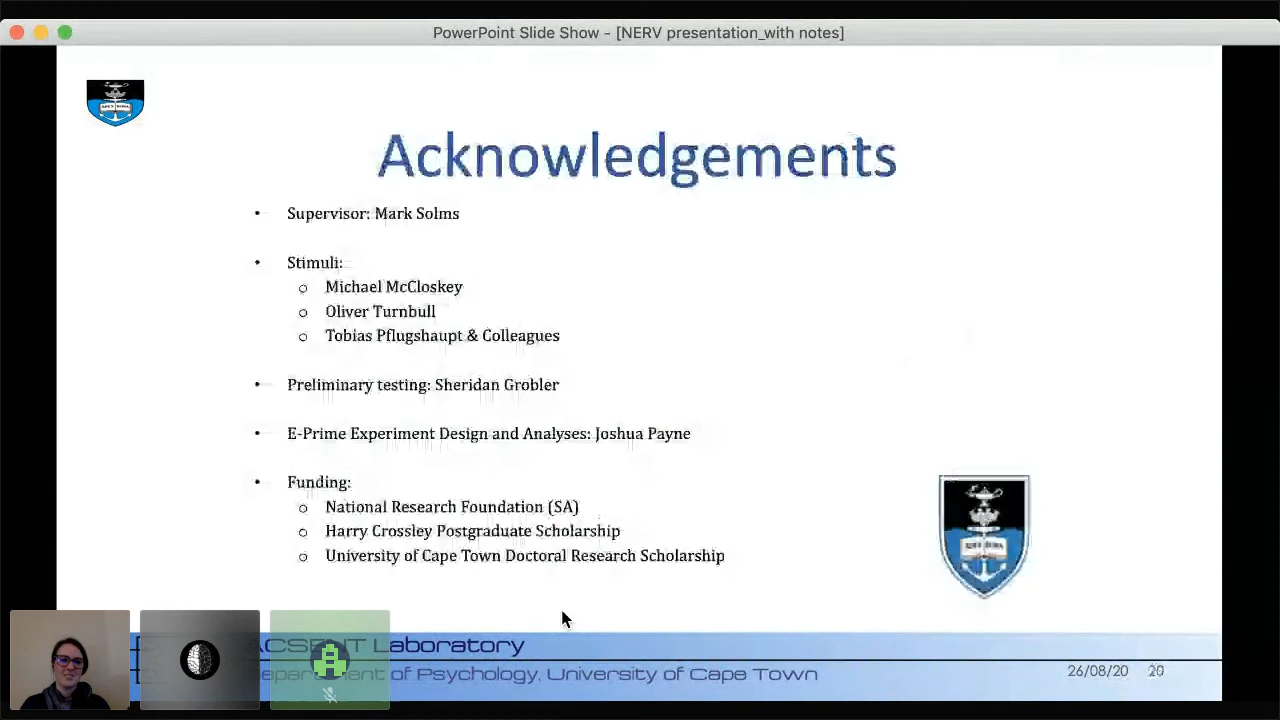 PowerPoint Slide Show - [NERV presentation_with notes]
Acknowledgements
• Supervisor: Mark Solms
• Stimuli:
o Michael McCloskey
o Oliver Turnbull
o Tobias Pflugshaupt & Colleagues
• Preliminary testing: Sheridan Grobler
• E-Prime Experiment Design and Analyses: Joshua Payne
• Funding:
o National Research Foundation (SA)
o Harry Crossley Postgraduate Scholarship
o University of Cape Town Doctoral Research Scholarship
Laboratory
of Psychology, University of Cape Town
26/08/20 20